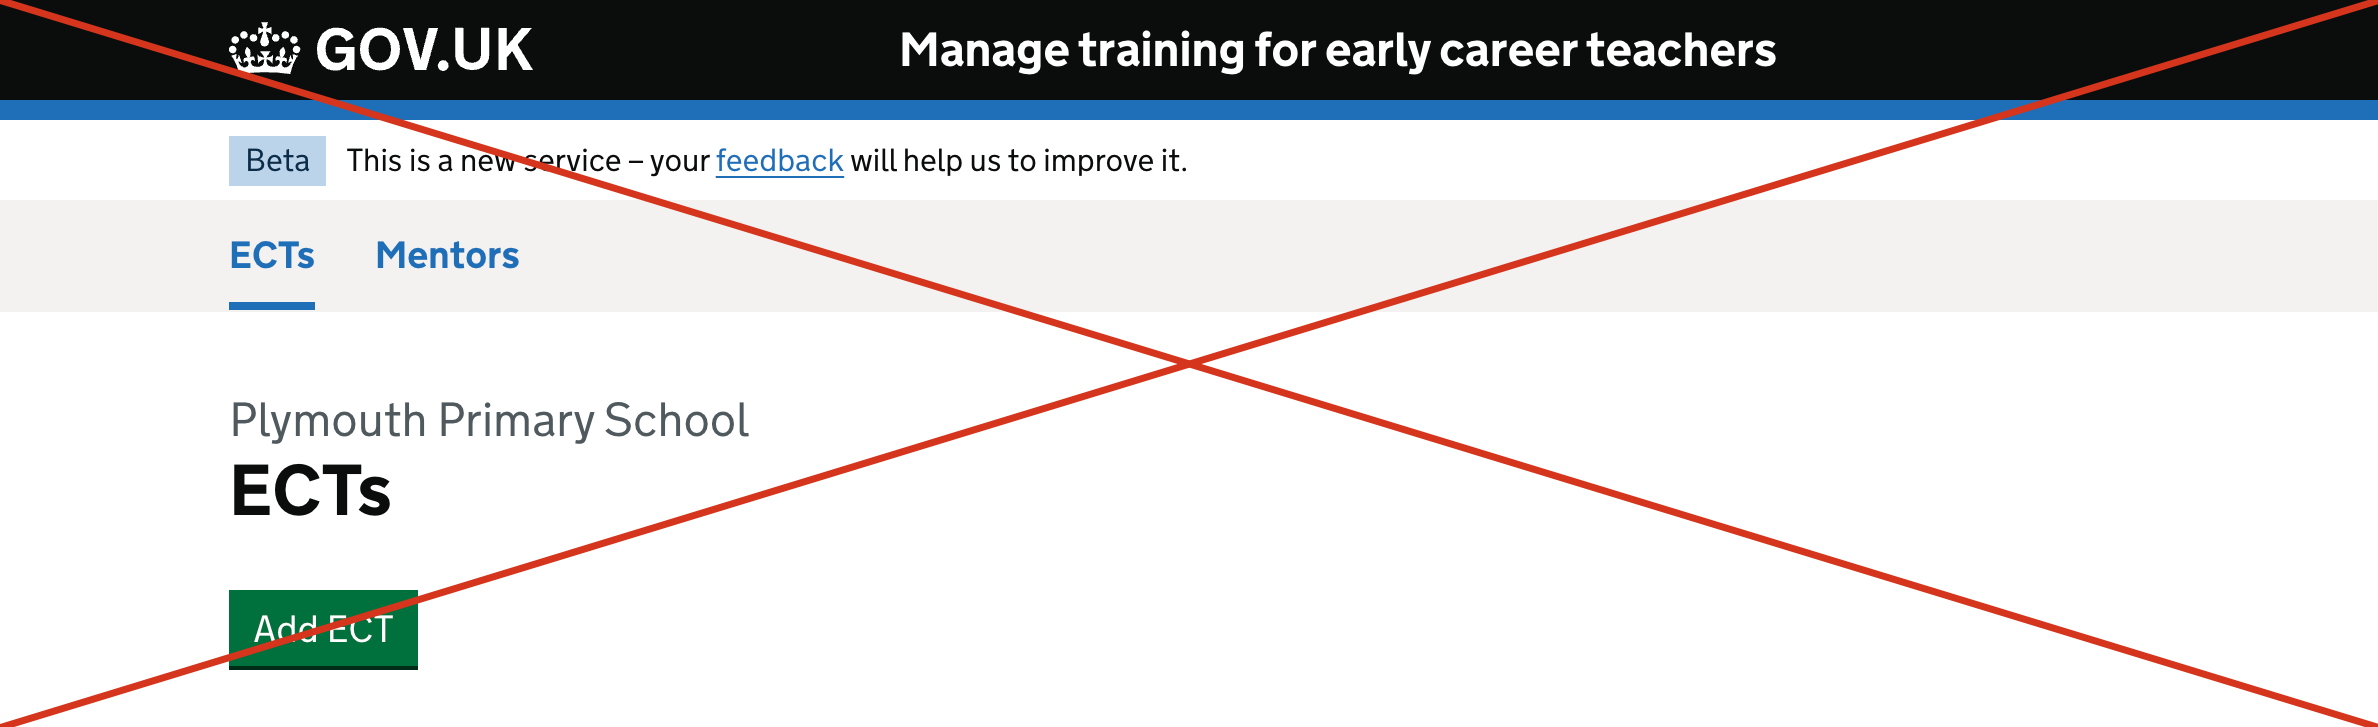 GOV.UK
Manage training for early career teachers
Beta
This is a new service – your feedback will help us to improve it.
ECTs Mentors
Plymouth Primary School
ECTs
Add ECT